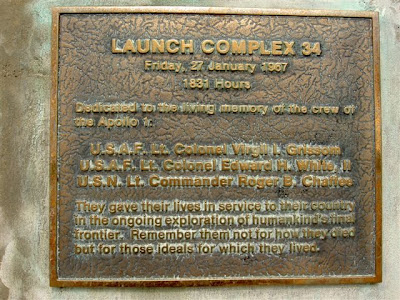 LAUNCH COMPLEX 34
Friday, 27 January 1967
1831 Hours
Dedicated to the living memory of the crew of
the Apollo 1:
U.S.A.F. Lt. Colonel Virgil I. Grissom
U.S.A.F. Lt. Colonel Edward H. White, II
U.S.N. Lt. Commander Roger B. Chaffee
They gave their lives in service to their country
in the ongoing exploration of humankind's final
frontier. Remember them not for how they died
but for those ideals for which they lived.